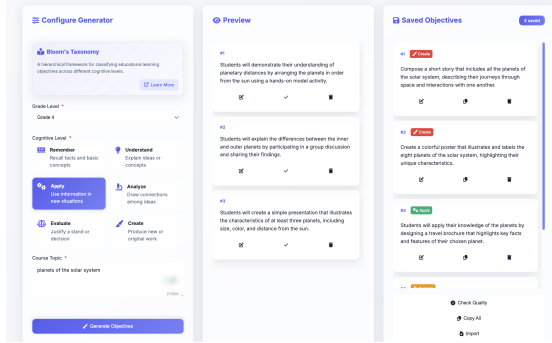 Configure Generator
Bloom's Taxonomy
A hierarchical framework for classifying educational learning
objectives across different cognitive levels.
Learn More
Grade Level *
Grade 4
Cognitive Level *
Remember
Recall facts and basic
concepts
Understand
Explain ideas or
concepts
Apply
Use information in
new situations
Analyze
Draw connections
among ideas
Evaluate
Justify a stand or
decision
Create
Produce new or
original work
Course Topic *
planets of the solar system
Generate Objectives
Preview
#1
Students will demonstrate their understanding of
planetary distances by arranging the planets in order
from the sun using a hands-on model activity.
#2
Students will explain the differences between the inner
and outer planets by participating in a group discussion
and sharing their findings.
#3
Students will create a simple presentation that illustrates
the characteristics of at least three planets, including
size, color, and distance from the sun.
Saved Objectives
4 saved
#1 Create
Compose a short story that includes all the planets of
the solar system, describing their journeys through
space and interactions with one another.
#2 Create
Create a colorful poster that illustrates and labels the
eight planets of the solar system, highlighting their
unique characteristics.
#3 Apply
Students will apply their knowledge of the planets by
designing a travel brochure that highlights key facts
and features of their chosen planet.
Check Quality
Copy All
Import